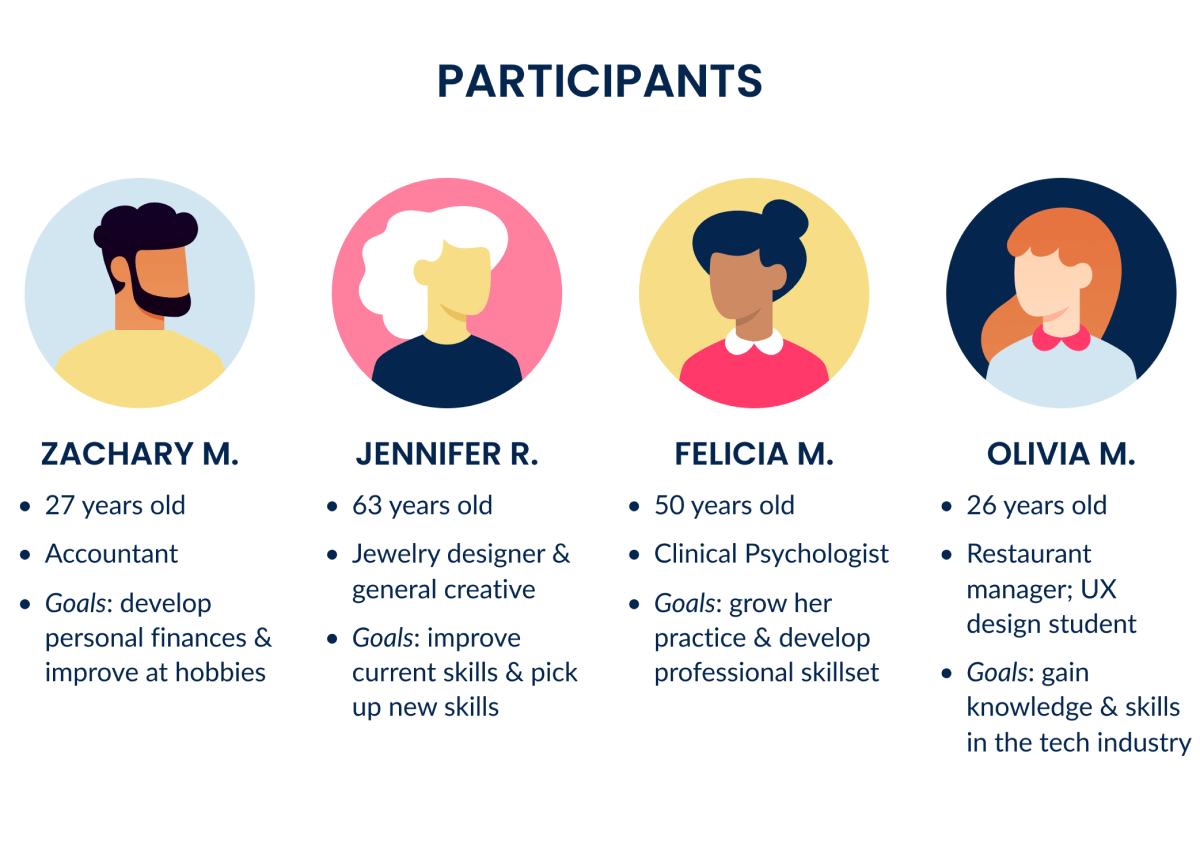 PARTICIPANTS
ZACHARY M.
• 27 years old
• Accountant
• Goals: develop
personal finances &
improve at hobbies
JENNIFER R.
• 63 years old
• Jewelry designer &
general creative
• Goals: improve
current skills & pick
up new skills
FELICIA M.
• 50 years old
• Clinical Psychologist
• Goals: grow her
practice & develop
professional skillset
OLIVIA M.
• 26 years old
• Restaurant
manager; UX
design student
• Goals: gain
knowledge & skills
in the tech industry